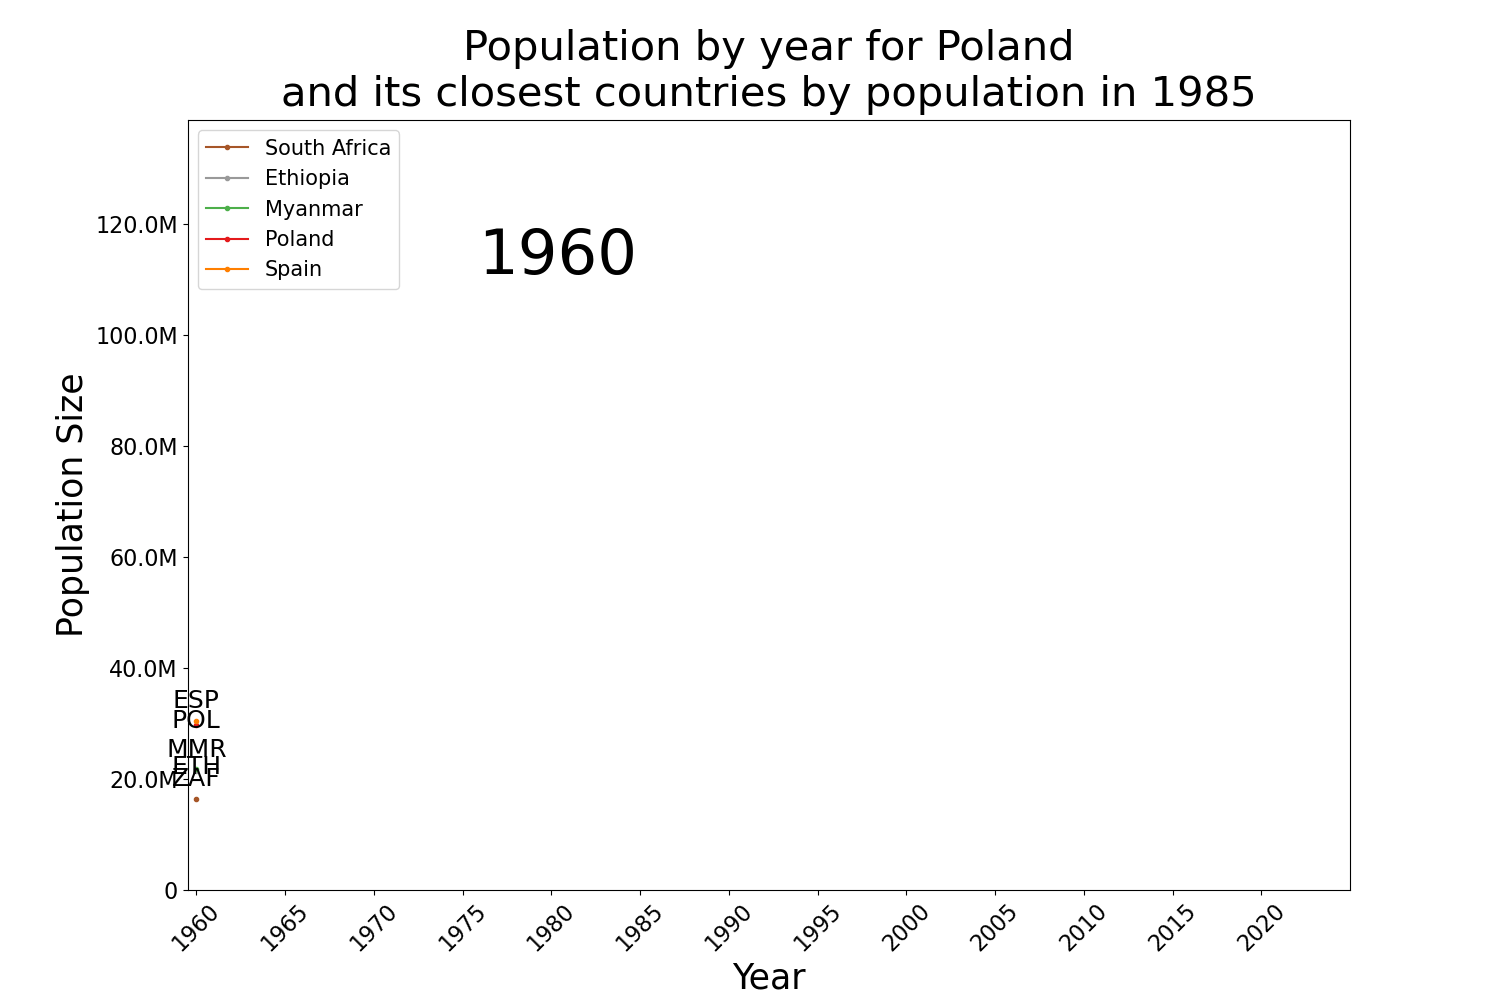 Population by year for Poland
and its closest countries by population in 1985
South Africa
Ethiopia
Myanmar
Poland
Spain
1960
120.0M
100.0M
80.0M
60.0M
40.0M
20.0M
0
Population Size
ESP
POL
MMR
ETH
ZAF
1960
1965
1970
1975
1980
1985
1990
1995
2000
2005
2010
2015
2020
Year